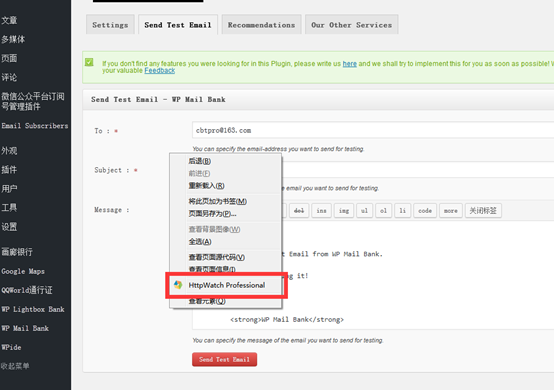 Settings
Send Test Email
Recommendations
Our Other Services
If you don't find any features you were looking for in this Plugin, please write us here and we shall try to implement this for you as soon as possible!
your valuable Feedback
Send Test Email - WP Mail Bank
To : *
cbtpro@163.com
You can specify the email-address you want to send for testing.
Subject : *
email you want to send for testing.
Message :
del
ins
img
ul
ol
li
code
more
关闭标签
st Email from WP Mail Bank.
g it!
<strong>WP Mail Bank</strong>
You can specify the message of the email you want to send for testing.
Send Test Email
后退(B)
前进(F)
重新载入(R)
将此页加为书签(M)
页面另存为(P)...
查看背景图@(W)
全选(A)
查看页面源代码(V)
查看页面信息(I)
HttpWatch Professional
查看元素(Q)
文章
多媒体
页面
评论
微信公众平台订阅
号管理插件
Email Subscribers
外观
插件
用户
工具
设置
画廊银行
Google Maps
QQWorld通行证
WP Lightbox Bank
WP Mail Bank
WPide
收起菜单